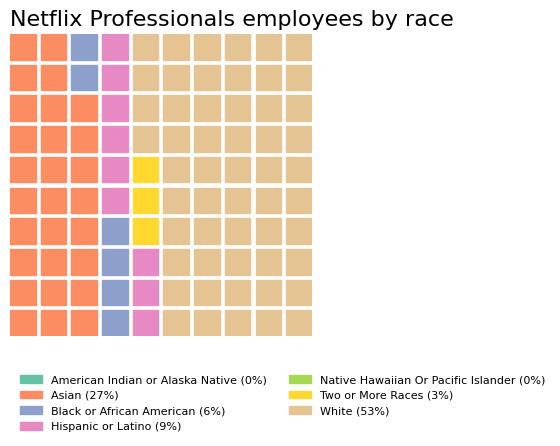 Netflix Professionals employees by race
American Indian or Alaska Native (0%)
Asian (27%)
Black or African American (6%)
Hispanic or Latino (9%)
Native Hawaiian Or Pacific Islander (0%)
Two or More Races (3%)
White (53%)